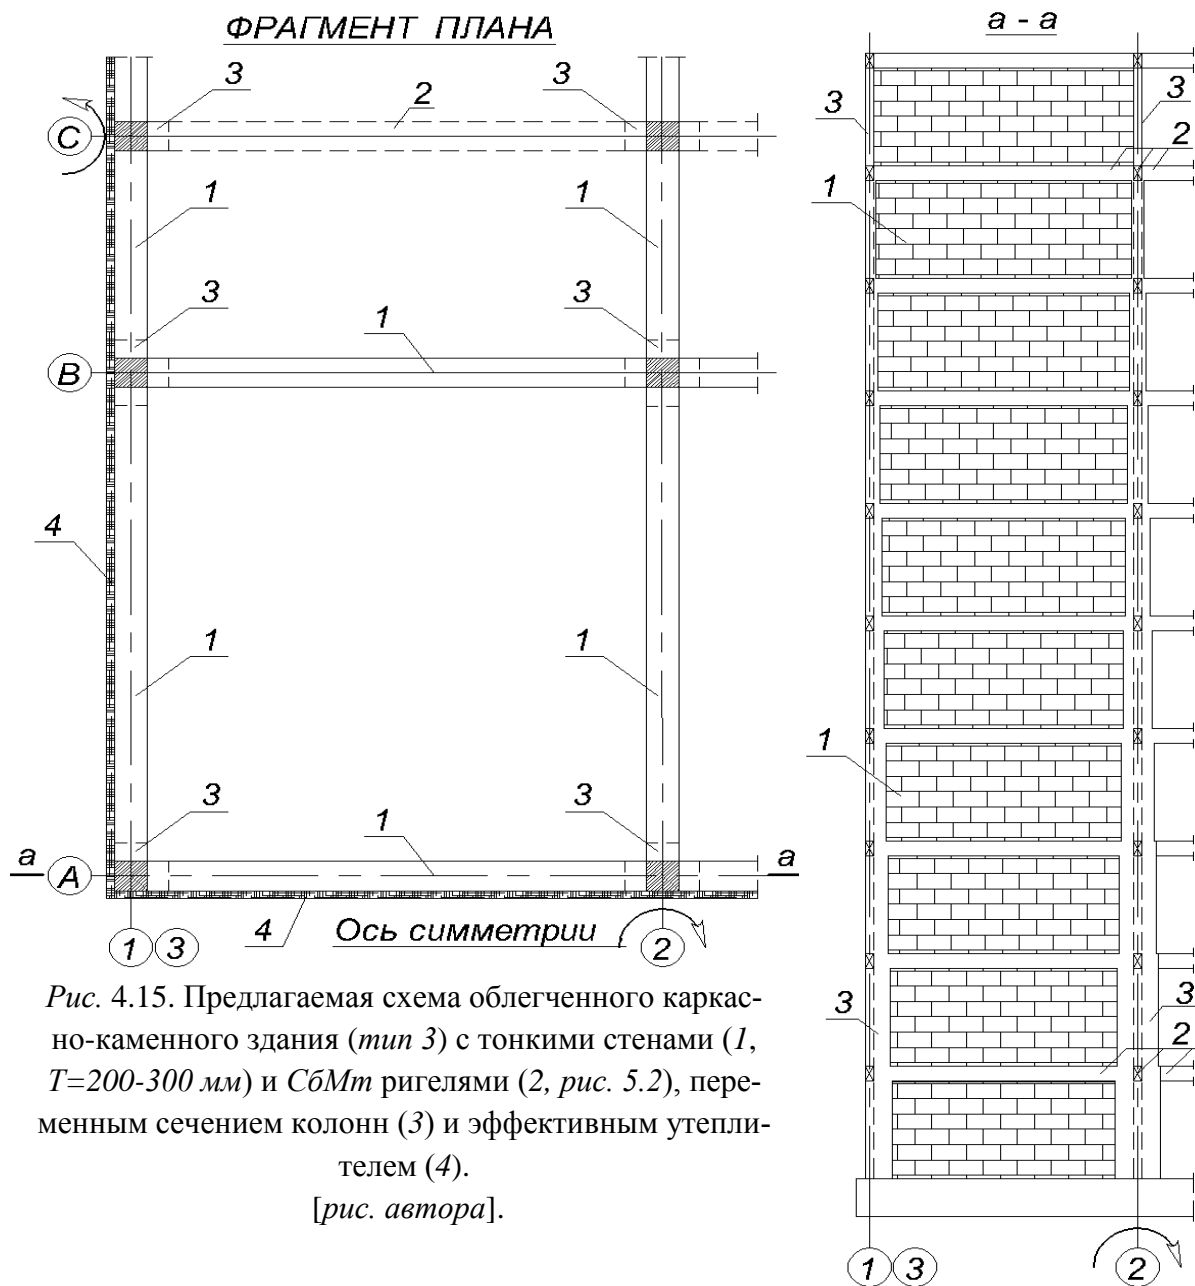 ФРАГМЕНТ ПЛАНА
3
2
3
C
1
1
3
1
3
B
4
1
1
3
1
3
a
A
a
4
Ось симметрии
1
3
2
a - a
3
3
2
1
1
3
3
2
1
3
2
Рис. 4.15. Предлагаемая схема облегченного каркас-
но-каменного здания (тип 3) с тонкими стенами (1,
T=200-300 мм) и СбМт ригелями (2, рис. 5.2), пере-
менным сечением колонн (3) и эффективным утепли-
телем (4).
[рис. автора].